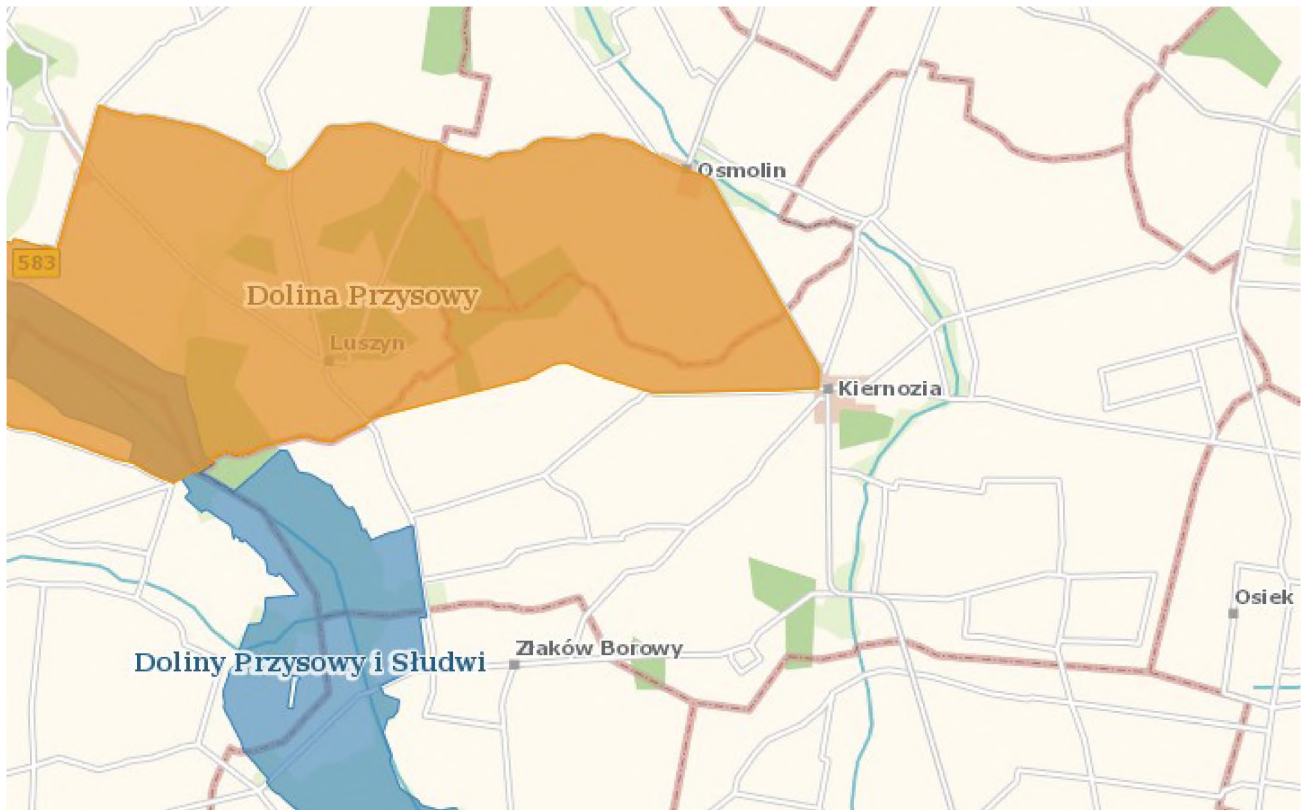 Osmolin
583
Dolina Przysowy
Luszyn
Kiernozia
Osiek
Złaków Borowy
Doliny Przysowy i Słudwi